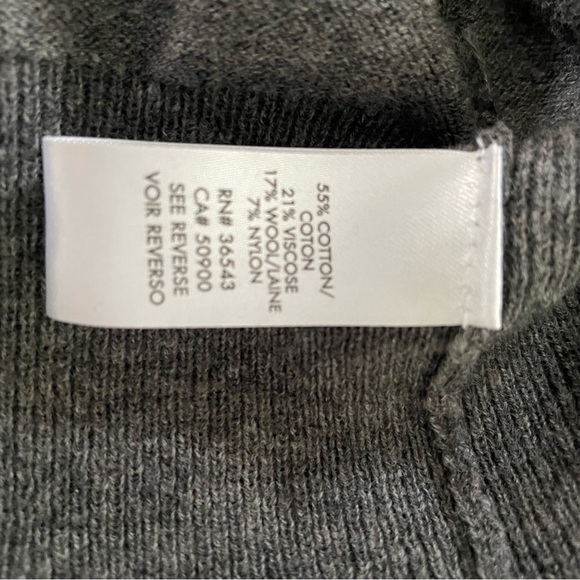 55% COTTON/
COTON
21% VISCOSE
17% WOOL/LAINE
7% NYLON
RN# 36543
CA# 50900
SEE REVERSE
VOIR REVERSO